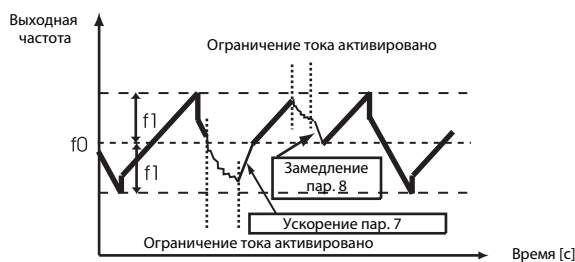 Выходная
частота
Ограничение тока активировано
f1
f0
f1
Замедление
пар. 8
Ускорение пар. 7
Ограничение тока активировано
Время [с]